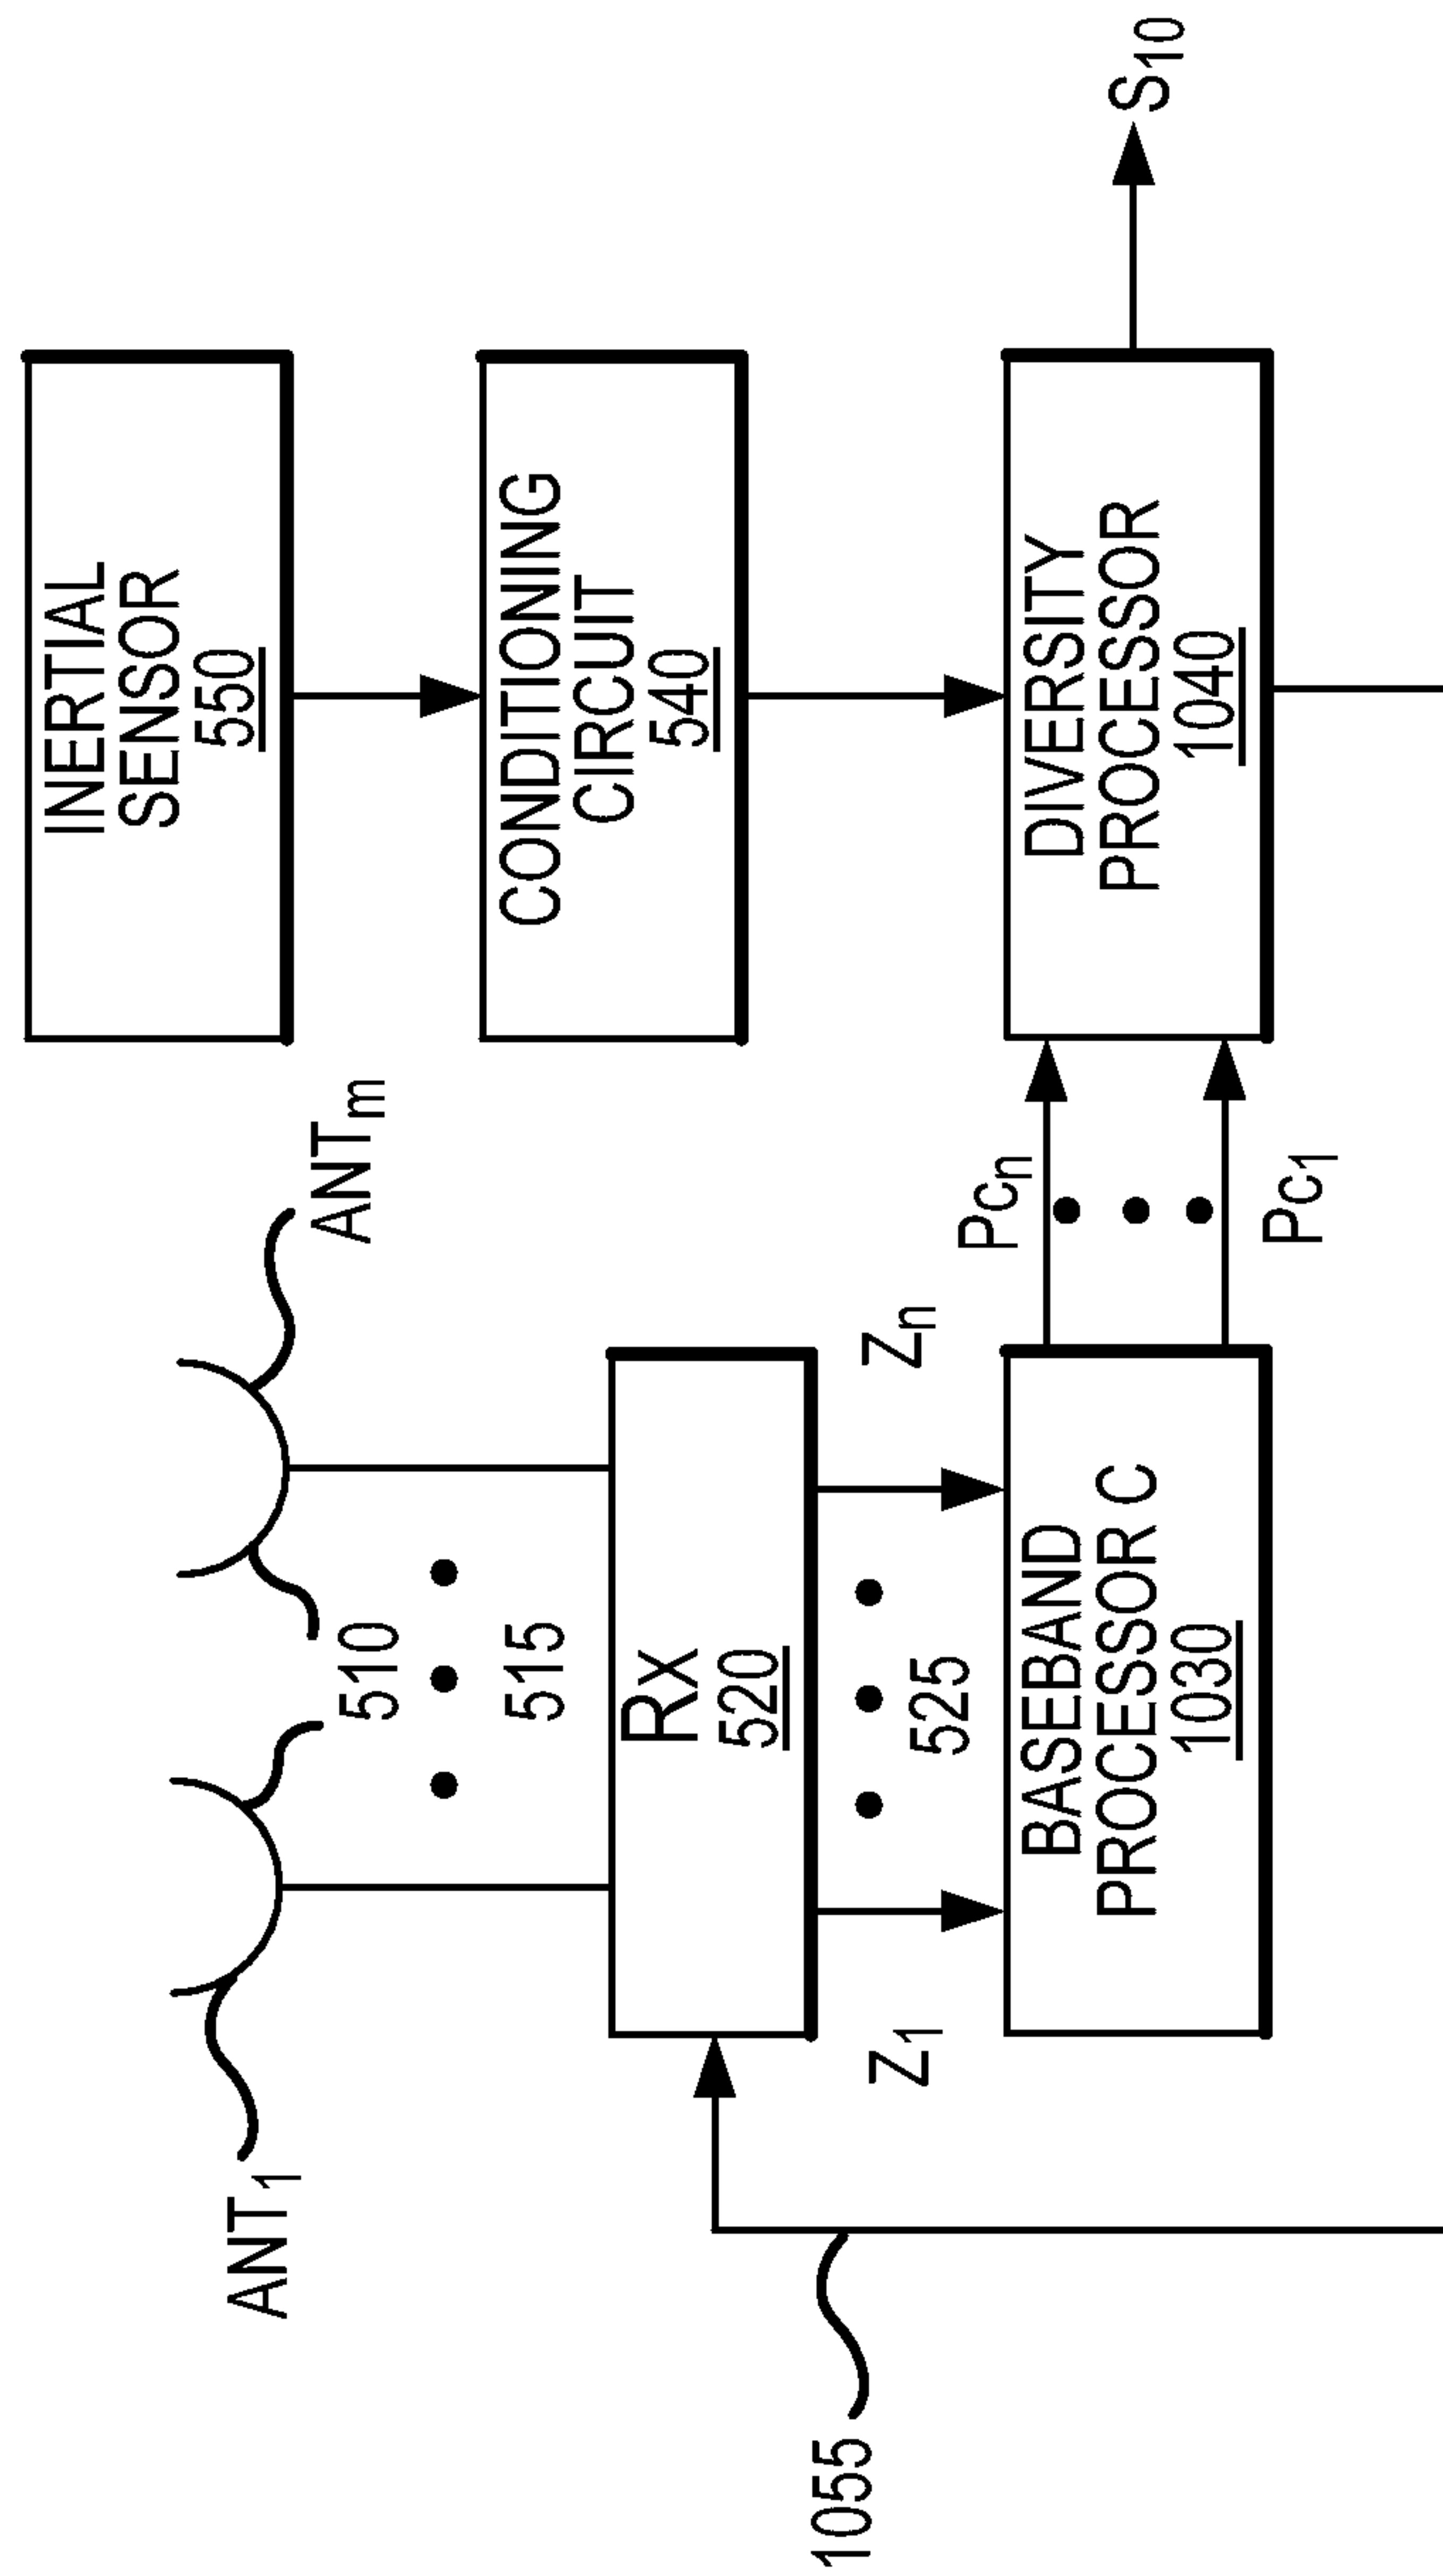 ANT1
ANTm
510
515
Rx
520
Z1
525
Zn
1055
BASEBAND
PROCESSOR C
1030
Pcn
Pc1
INERTIAL
SENSOR
550
CONDITIONING
CIRCUIT
540
DIVERSITY
PROCESSOR
1040
S10